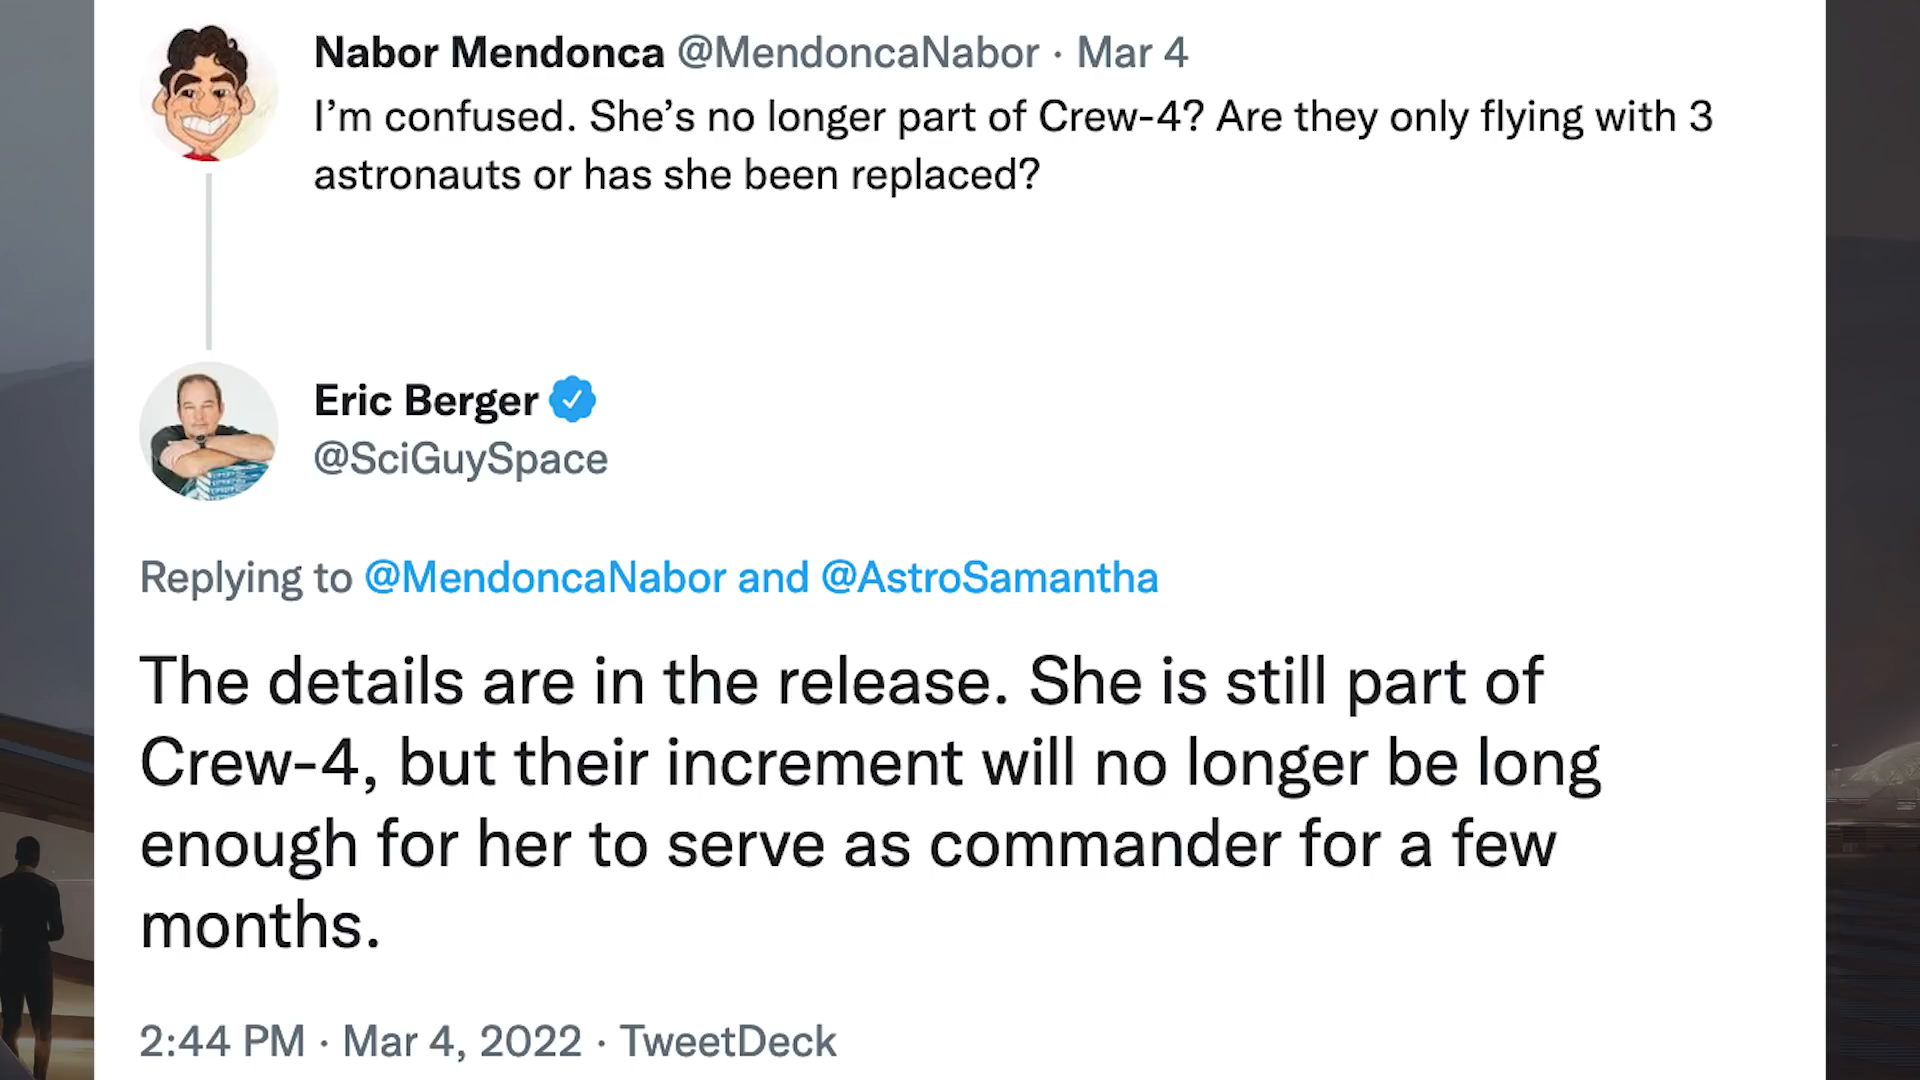 Nabor Mendonca @MendoncaNabor · Mar 4
I’m confused. She’s no longer part of Crew-4? Are they only flying with 3
astronauts or has she been replaced?
Eric Berger
@SciGuySpace
Replying to @MendoncaNabor and @AstroSamantha
The details are in the release. She is still part of
Crew-4, but their increment will no longer be long
enough for her to serve as commander for a few
months.
2:44 PM · Mar 4, 2022 · TweetDeck